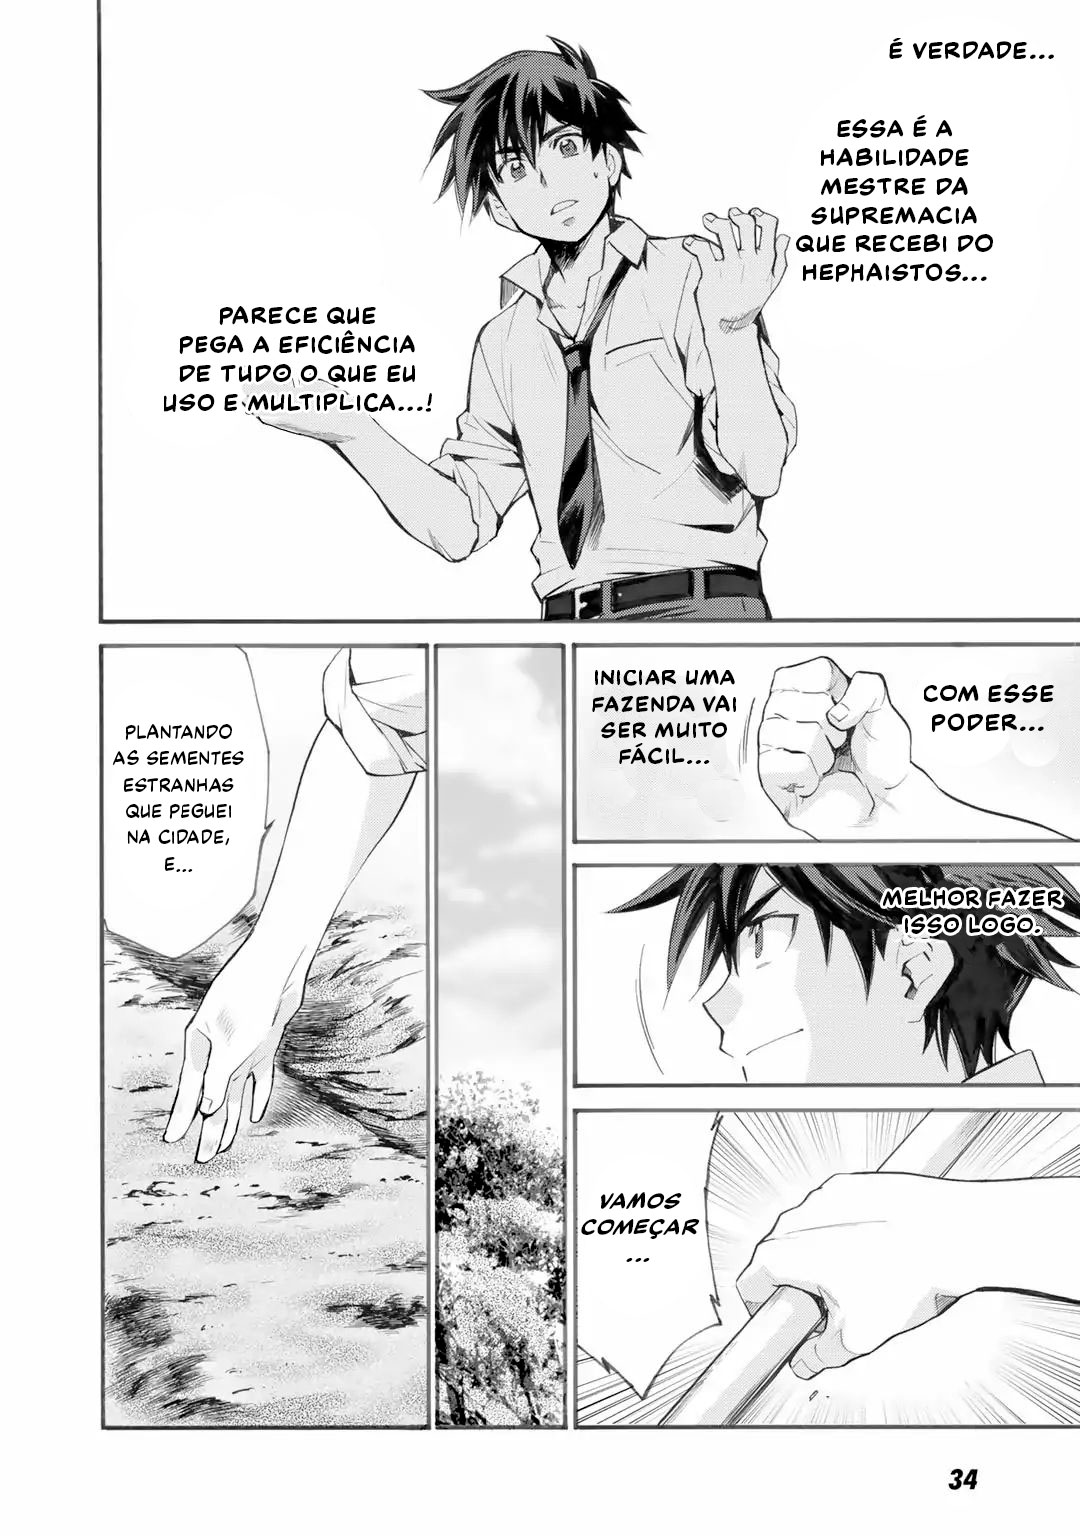 É VERDADE...
ESSA É A
HABILIDADE
MESTRE DA
SUPREMACIA
QUE RECEBI DO
HEPHAISTOS...
PARECE QUE
PEGA A EFICIÊNCIA
DE TUDO O QUE EU
USO E MULTIPLICA...!
COM ESSE
PODER...
INICIAR UMA
FAZENDA VAI
SER MUITO
FÁCIL...
MELHOR FAZER
ISSO LOGO.
VAMOS
COMEÇAR
...
PLANTANDO
AS SEMENTES
ESTRANHAS
QUE PEGUEI
NA CIDADE,
E...
34